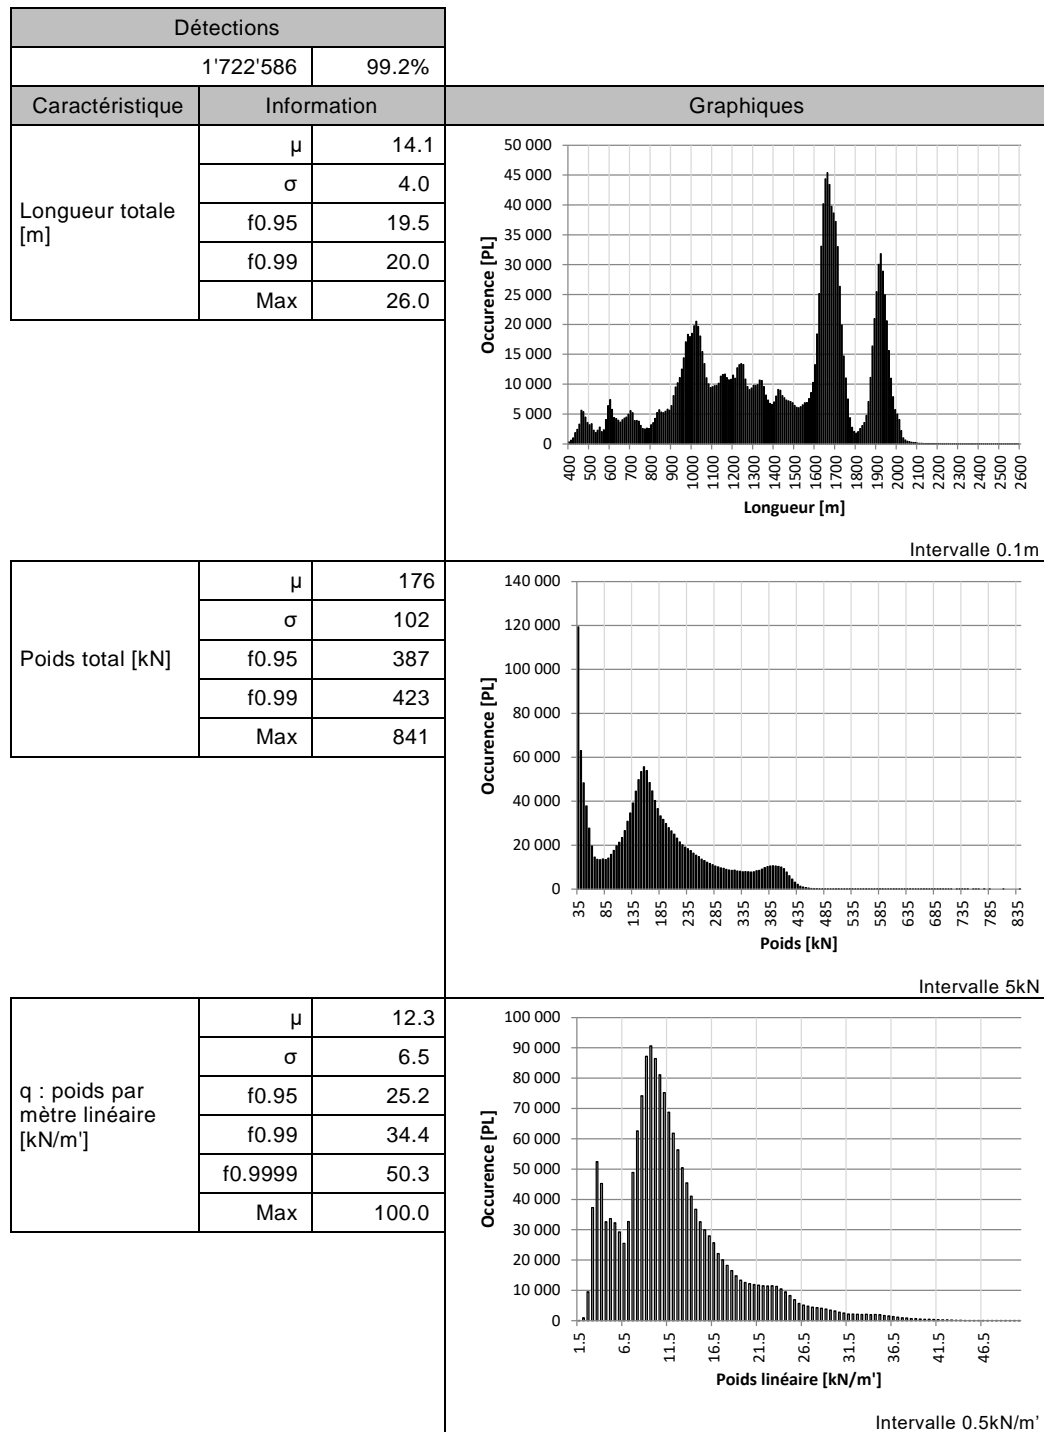 Détections
1'722'586 99.2%
Caractéristique Information Graphiques
Longueur totale [m]
μ 14.1
σ 4.0
f0.95 19.5
f0.99 20.0
Max 26.0
50 000
45 000
40 000
35 000
30 000
25 000
20 000
15 000
10 000
5 000
0
Occurence [PL]
400 500 600 700 800 900 1000 1100 1200 1300 1400 1500 1600 1700 1800 1900 2000 2100 2200 2300 2400 2500 2600
Longueur [m]
Intervalle 0.1m
Poids total [kN]
μ 176
σ 102
f0.95 387
f0.99 423
Max 841
140 000
120 000
100 000
80 000
60 000
40 000
20 000
0
Occurence [PL]
35 85 135 185 235 285 335 385 435 485 535 585 635 685 735 785 835
Poids [kN]
Intervalle 5kN
q : poids par
mètre linéaire
[kN/m']
μ 12.3
σ 6.5
f0.95 25.2
f0.99 34.4
f0.9999 50.3
Max 100.0
100 000
90 000
80 000
70 000
60 000
50 000
40 000
30 000
20 000
10 000
0
Occurence [PL]
1.5 6.5 11.5 16.5 21.5 26.5 31.5 36.5 41.5 46.5
Poids linéaire [kN/m']
Intervalle 0.5kN/m’